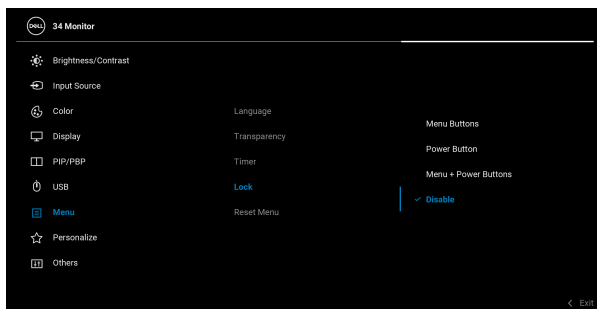 DELL 34 Monitor
Brightness/Contrast
Input Source
Color
Display
PIP/PBP
USB
Menu
Personalize
Others
Language
Transparency
Timer
Lock
Reset Menu
Menu Buttons
Power Button
Menu + Power Buttons
Disable
Exit